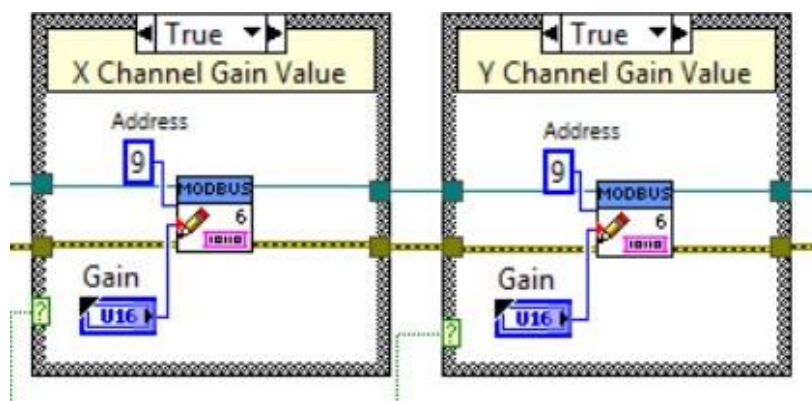 True
X Channel Gain Value
Address
9
MODBUS
6
Gain
U16
?
True
Y Channel Gain Value
Address
9
MODBUS
6
Gain
U16
?